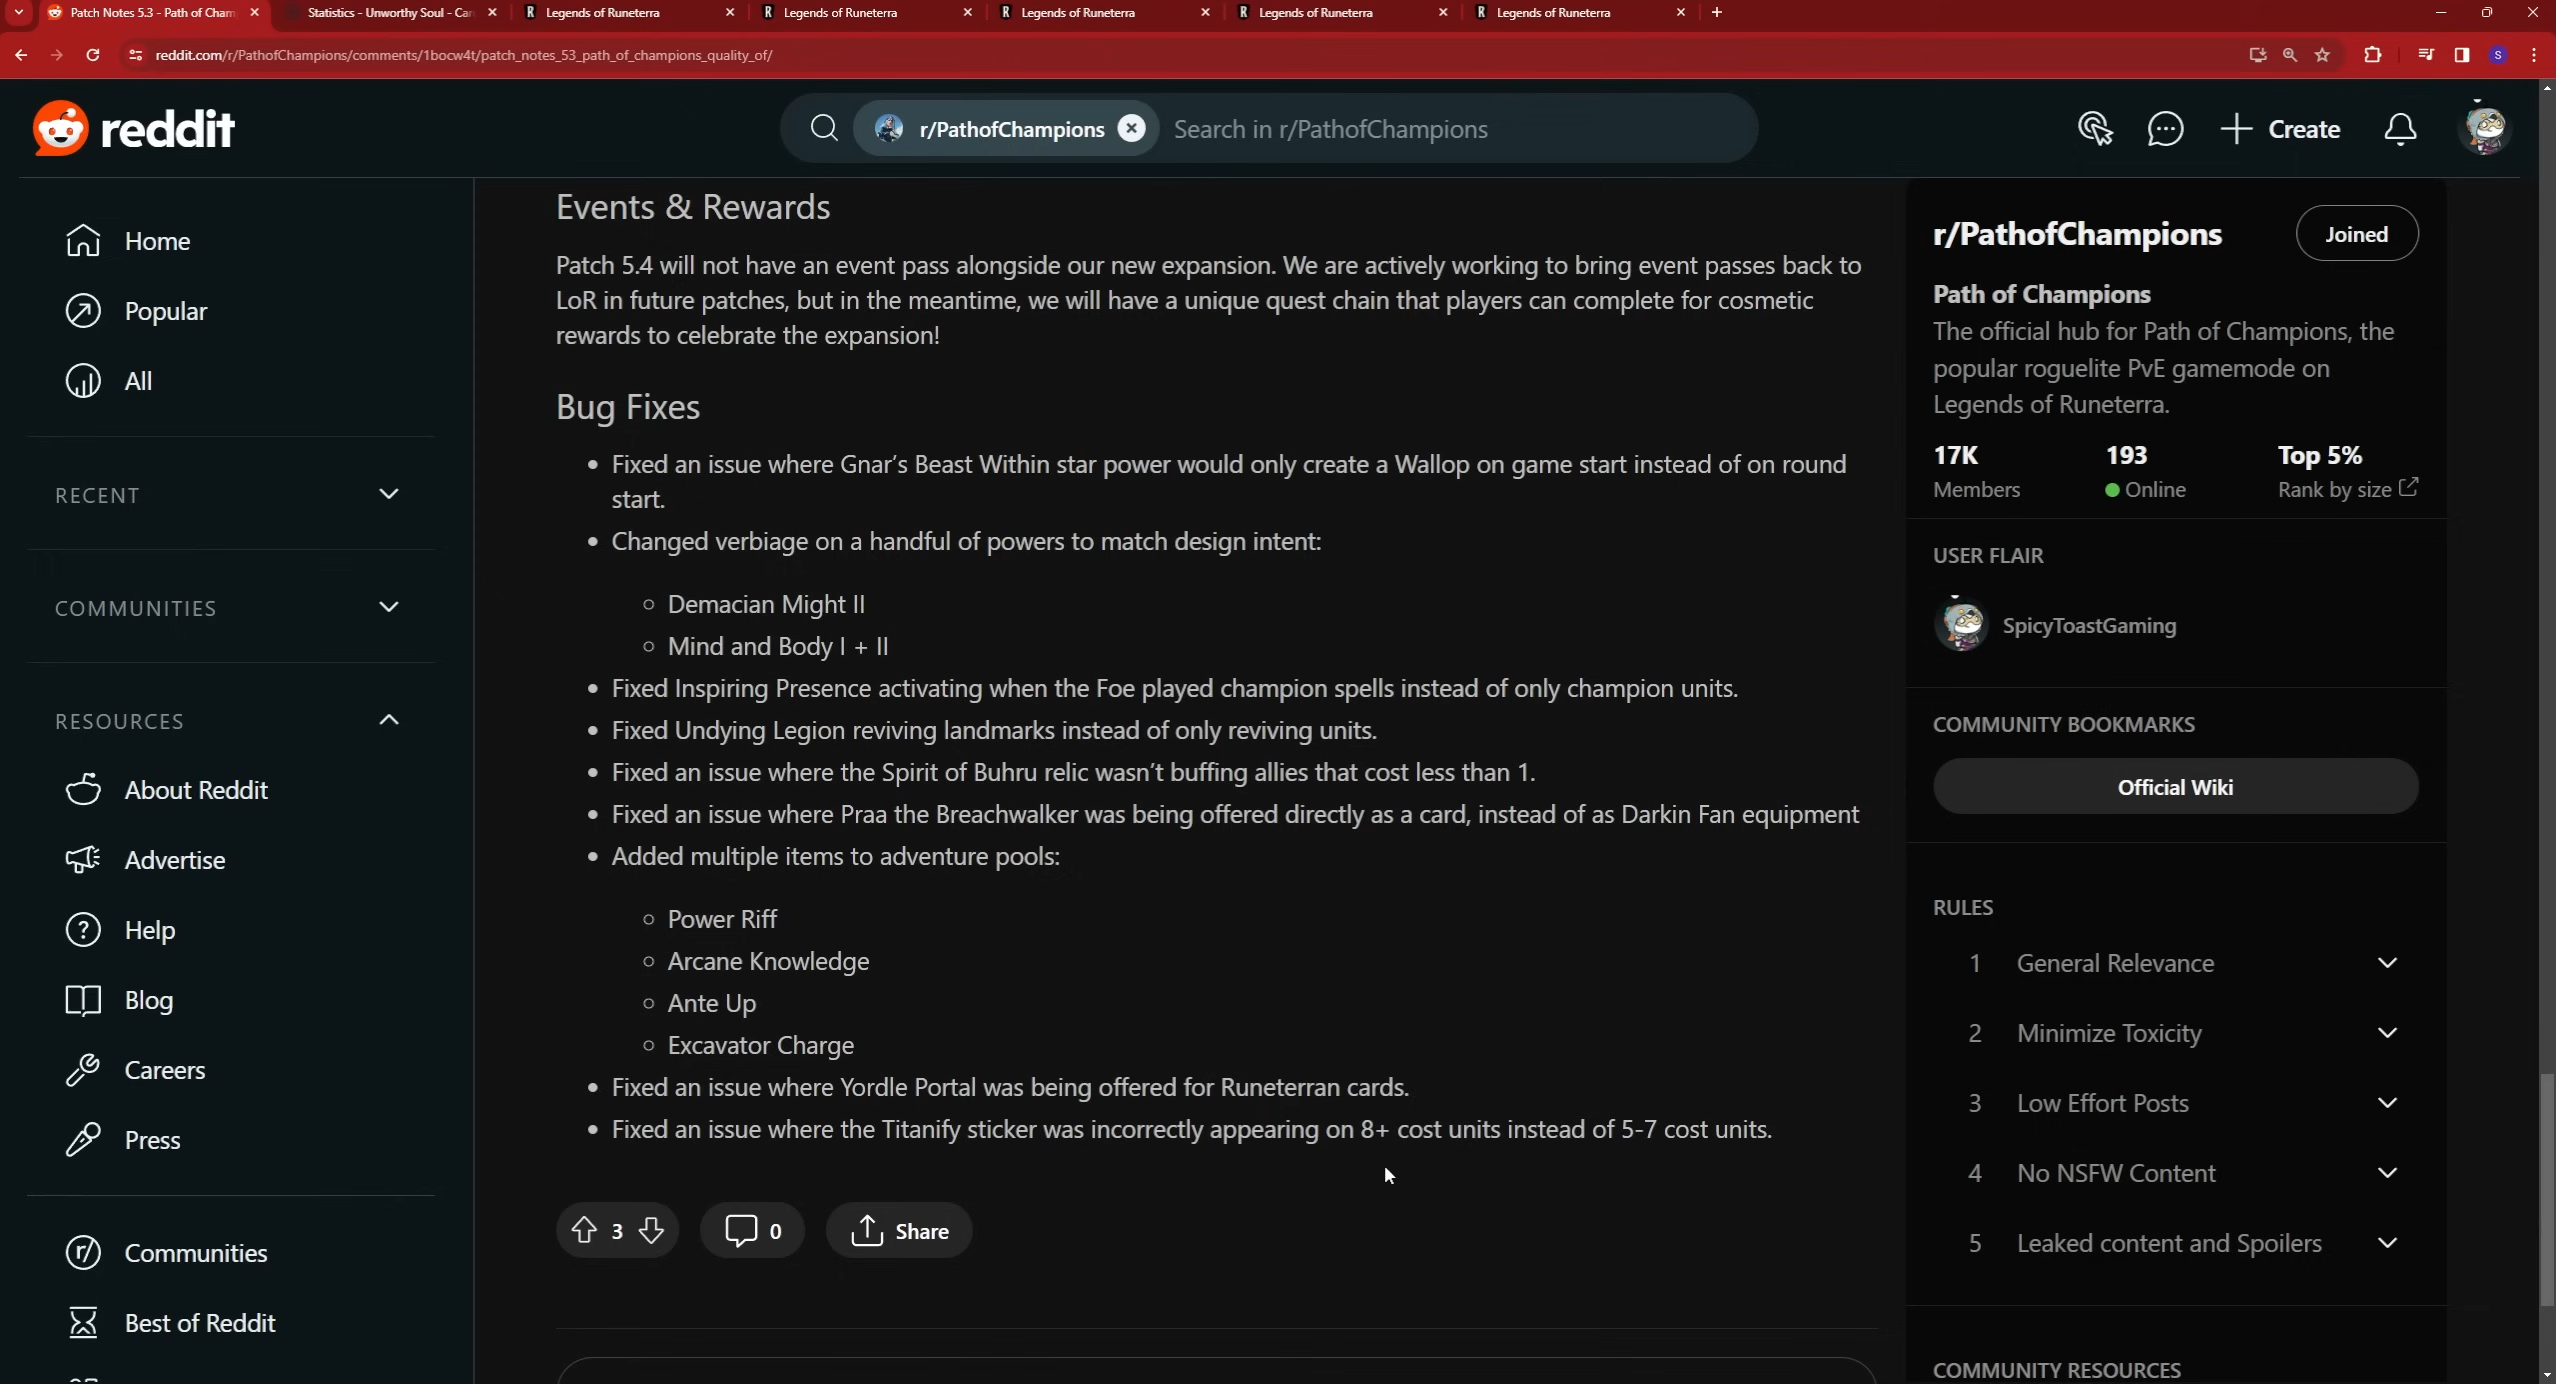 Patch Notes 5.3 - Path of Cham
Statistics - Unworthy Soul - Car
Legends of Runeterra
Legends of Runeterra
Legends of Runeterra
Legends of Runeterra
Legends of Runeterra
reddit.com/r/PathofChampions/comments/1bocw4t/patch_notes_53_path_of_champions_quality_of/
S
reddit
r/PathofChampions
Search in r/PathofChampions
Create
Home
Popular
All
RECENT
COMMUNITIES
RESOURCES
About Reddit
Advertise
Help
Blog
Careers
Press
Communities
Best of Reddit
Events & Rewards
Patch 5.4 will not have an event pass alongside our new expansion. We are actively working to bring event passes back to
LoR in future patches, but in the meantime, we will have a unique quest chain that players can complete for cosmetic
rewards to celebrate the expansion!
Bug Fixes
• Fixed an issue where Gnar's Beast Within star power would only create a Wallop on game start instead of on round
start.
• Changed verbiage on a handful of powers to match design intent:
○ Demacian Might II
○ Mind and Body I + II
• Fixed Inspiring Presence activating when the Foe played champion spells instead of only champion units.
• Fixed Undying Legion reviving landmarks instead of only reviving units.
• Fixed an issue where the Spirit of Buhru relic wasn't buffing allies that cost less than 1.
• Fixed an issue where Praa the Breachwalker was being offered directly as a card, instead of as Darkin Fan equipment
• Added multiple items to adventure pools:
○ Power Riff
○ Arcane Knowledge
○ Ante Up
○ Excavator Charge
• Fixed an issue where Yordle Portal was being offered for Runeterran cards.
• Fixed an issue where the Titanify sticker was incorrectly appearing on 8+ cost units instead of 5-7 cost units.
3
0
Share
r/PathofChampions
Joined
Path of Champions
The official hub for Path of Champions, the
popular roguelite PvE gamemode on
Legends of Runeterra.
17K 193 Top 5%
Members Online Rank by size
USER FLAIR
SpicyToastGaming
COMMUNITY BOOKMARKS
Official Wiki
RULES
1 General Relevance
2 Minimize Toxicity
3 Low Effort Posts
4 No NSFW Content
5 Leaked content and Spoilers
COMMUNITY RESOURCES